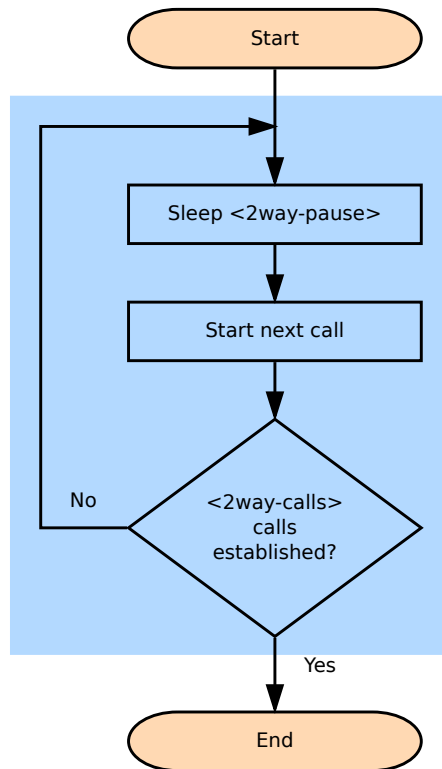 Start
Sleep <2way-pause>
Start next call
<2way-calls>
calls
established?
No
Yes
End